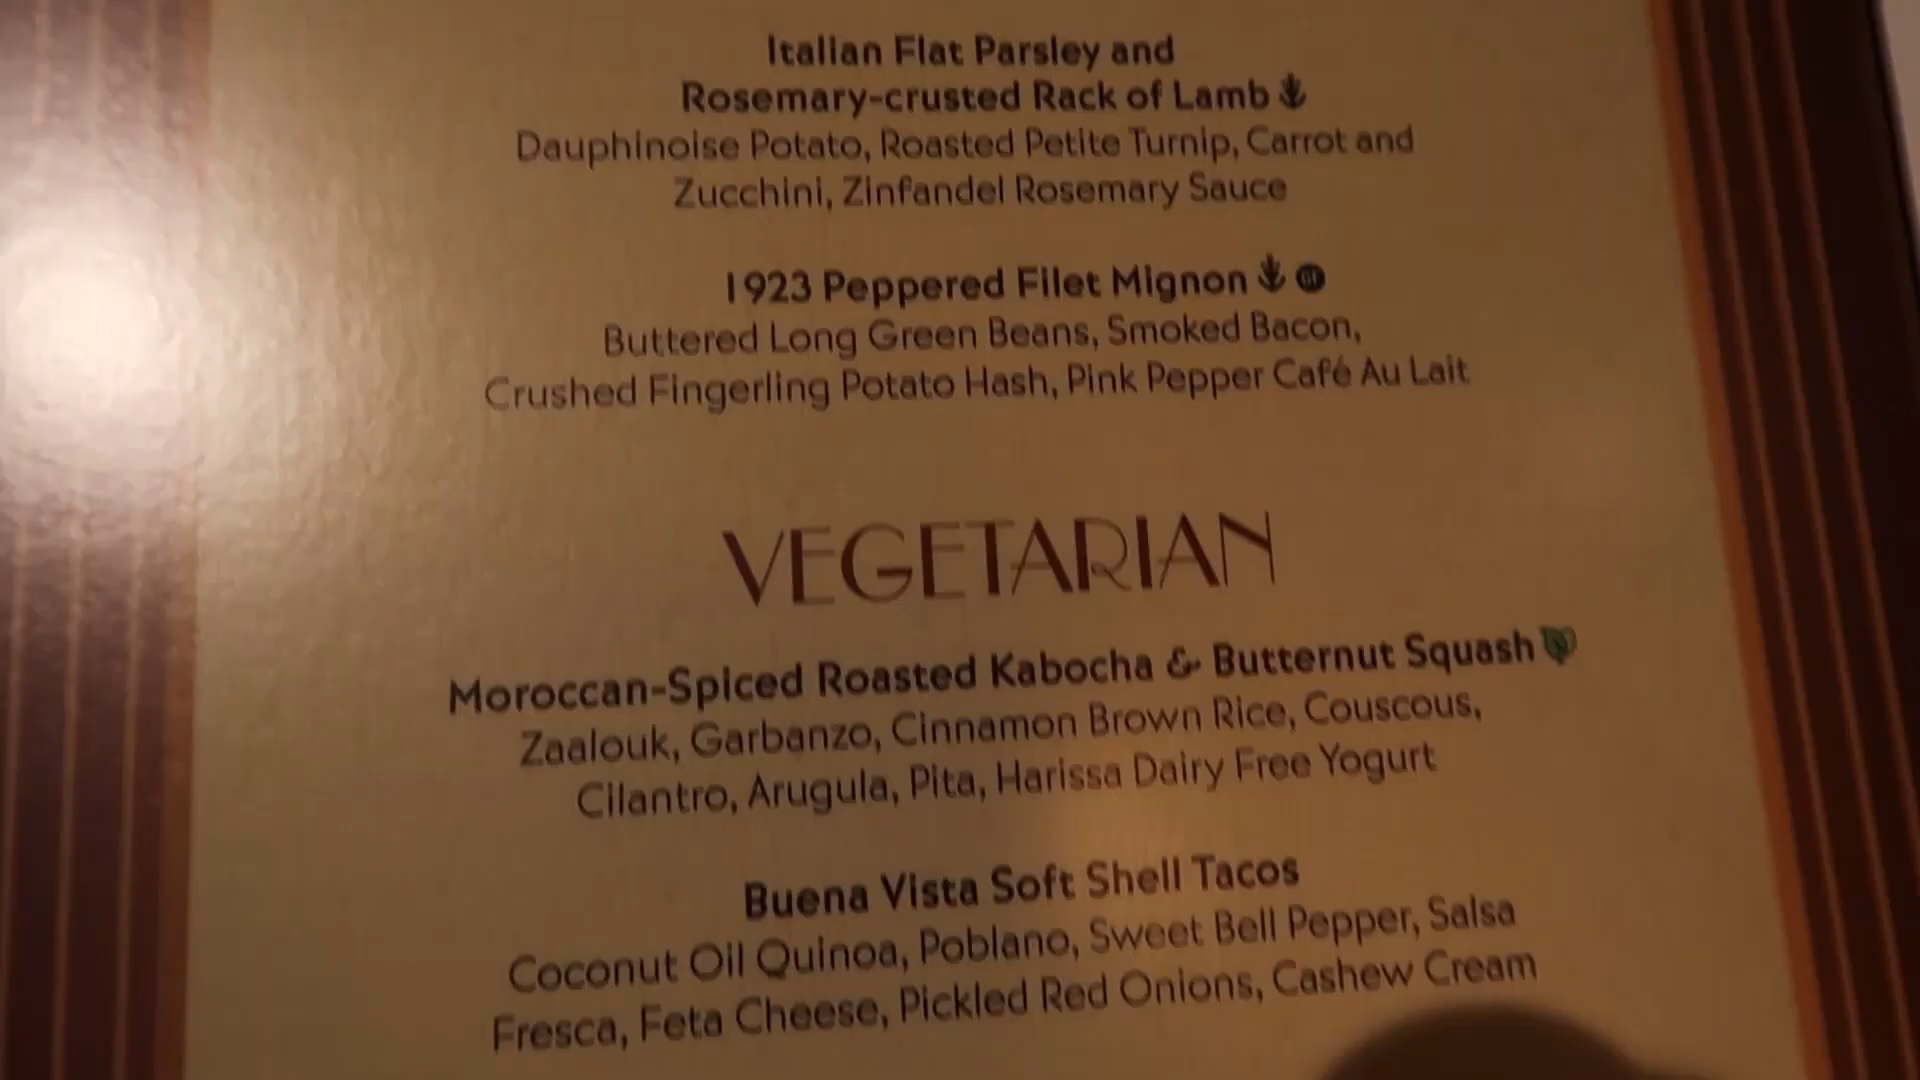 Italian Flat Parsley and
Rosemary-crusted Rack of Lamb
Dauphinoise Potato, Roasted Petite Turnip, Carrot and
Zucchini, Zinfandel Rosemary Sauce
1923 Peppered Filet Mignon
Buttered Long Green Beans, Smoked Bacon,
Crushed Fingerling Potato Hash, Pink Pepper Café Au Lait
VEGETARIAN
Moroccan-Spiced Roasted Kabocha & Butternut Squash
Zaalouk, Garbanzo, Cinnamon Brown Rice, Couscous,
Cilantro, Arugula, Pita, Harissa Dairy Free Yogurt
Buena Vista Soft Shell Tacos
Coconut Oil Quinoa, Poblano, Sweet Bell Pepper, Salsa
Fresca, Feta Cheese, Pickled Red Onions, Cashew Cream